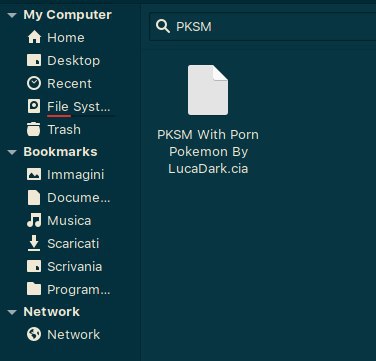 My Computer
Home
Desktop
Recent
File Syst...
Trash
Bookmarks
Immagini
Docume...
Musica
Scaricati
Scrivania
Program...
Network
Network
PKSM
PKSM With Porn
Pokemon By
LucaDark.cia